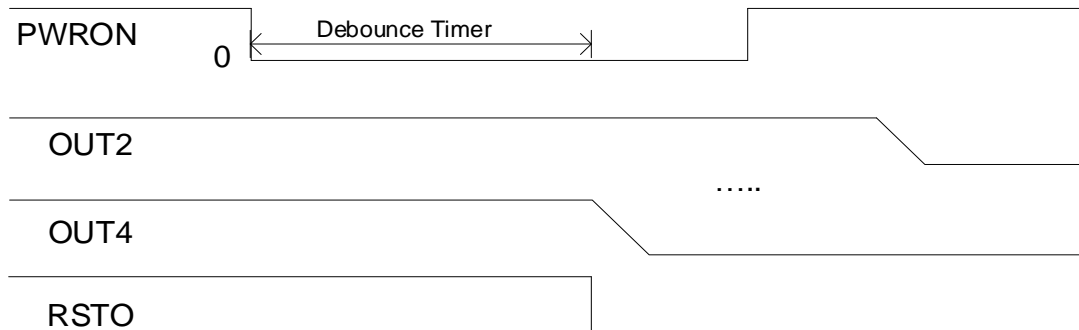 PWRON
Debounce Timer
0
OUT2
.....
OUT4
RSTO